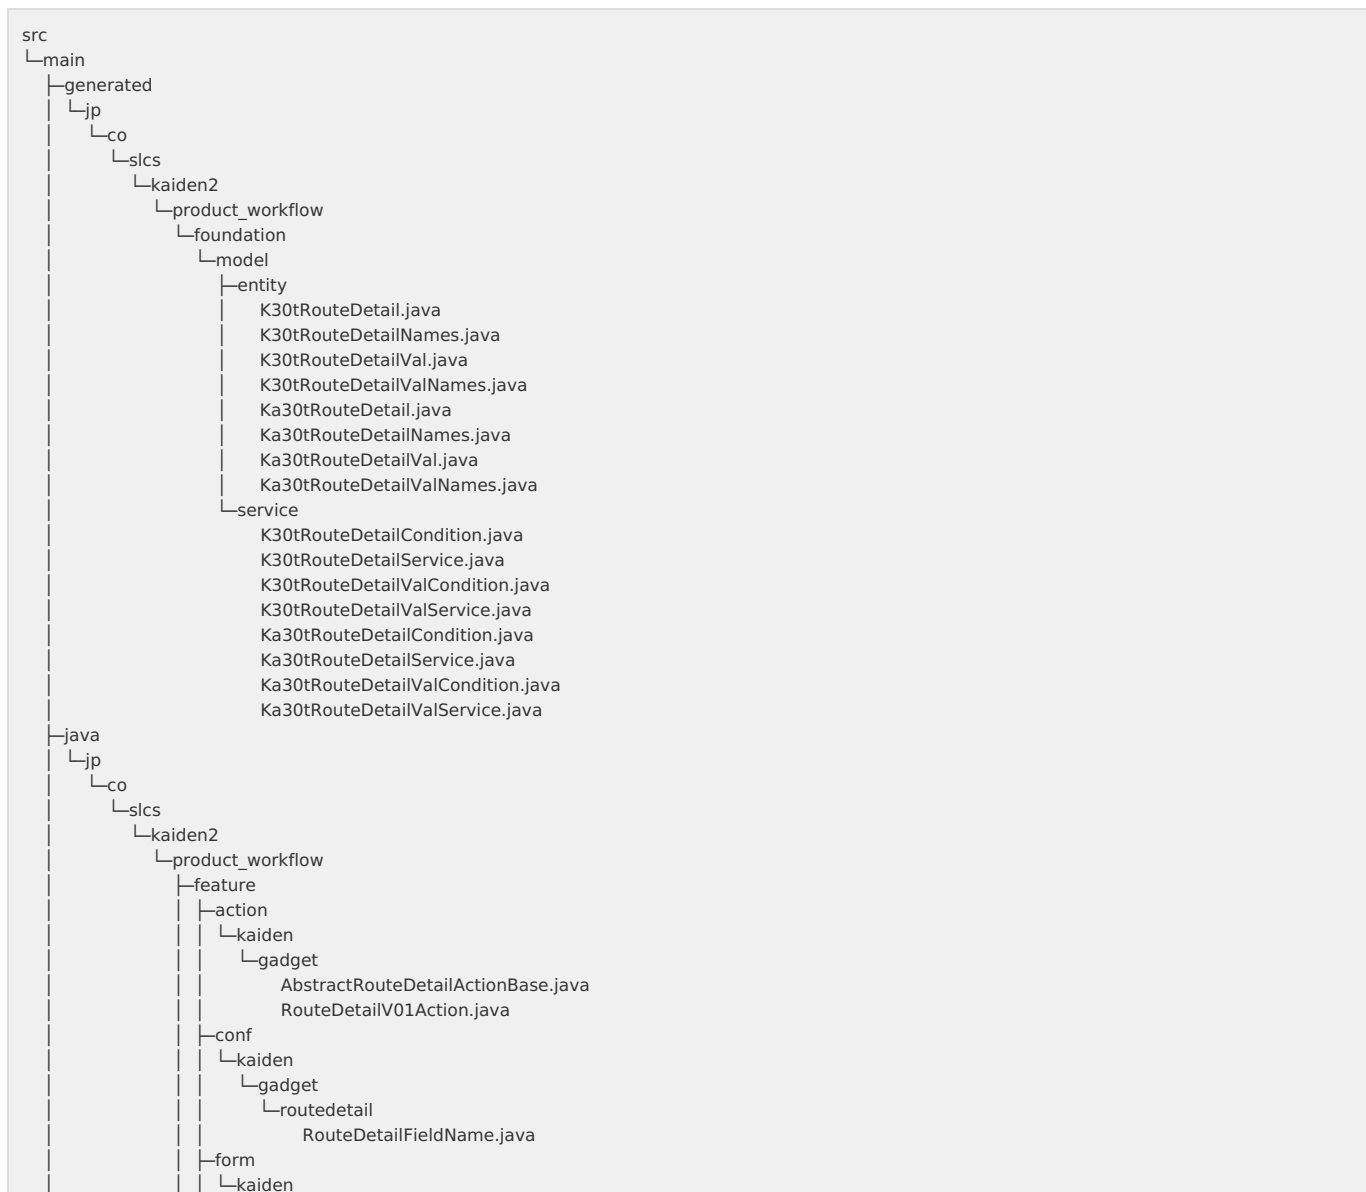 src
└─main
  ├─generated
  │ └─jp
  │   └─co
  │     └─slcs
  │       └─kaiden2
  │         └─product_workflow
  │           └─foundation
  │             └─model
  │               ├─entity
  │               │   K30tRouteDetail.java
  │               │   K30tRouteDetailNames.java
  │               │   K30tRouteDetailVal.java
  │               │   K30tRouteDetailValNames.java
  │               │   Ka30tRouteDetail.java
  │               │   Ka30tRouteDetailNames.java
  │               │   Ka30tRouteDetailVal.java
  │               │   Ka30tRouteDetailValNames.java
  │               └─service
  │                   K30tRouteDetailCondition.java
  │                   K30tRouteDetailService.java
  │                   K30tRouteDetailValCondition.java
  │                   K30tRouteDetailValService.java
  │                   Ka30tRouteDetailCondition.java
  │                   Ka30tRouteDetailService.java
  │                   Ka30tRouteDetailValCondition.java
  │                   Ka30tRouteDetailValService.java
  ├─java
  │ └─jp
  │   └─co
  │     └─slcs
  │       └─kaiden2
  │         └─product_workflow
  │           ├─feature
  │           │ ├─action
  │           │ │ └─kaiden
  │           │ │   └─gadget
  │           │ │       AbstractRouteDetailActionBase.java
  │           │ │       RouteDetailV01Action.java
  │           │ ├─conf
  │           │ │ └─kaiden
  │           │ │   └─gadget
  │           │ │     └─routedetail
  │           │ │         RouteDetailFieldName.java
  │           │ ├─form
  │           │ │ └─kaiden